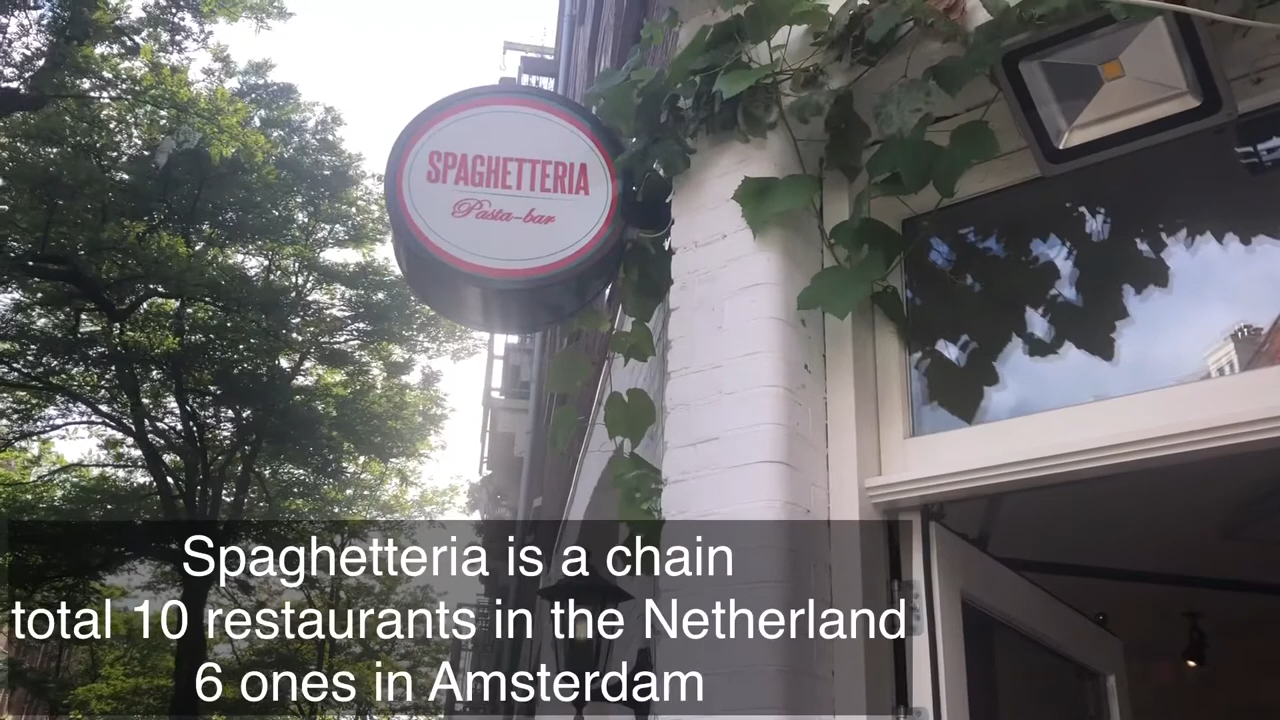 SPAGHETTERIA
Pasta-bar
Spaghetteria is a chain
total 10 restaurants in the Netherland
6 ones in Amsterdam